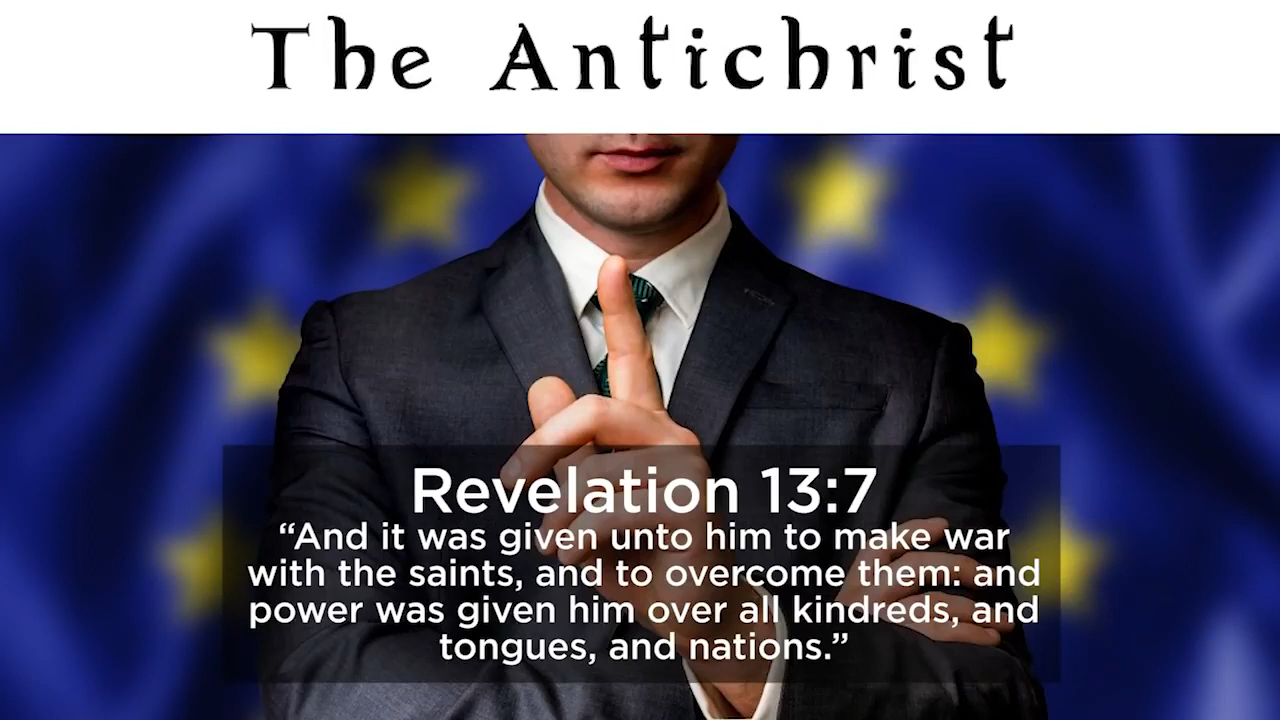 The Antichrist
Revelation 13:7
“And it was given unto him to make war
with the saints, and to overcome them: and
power was given him over all kindreds, and
tongues, and nations.”